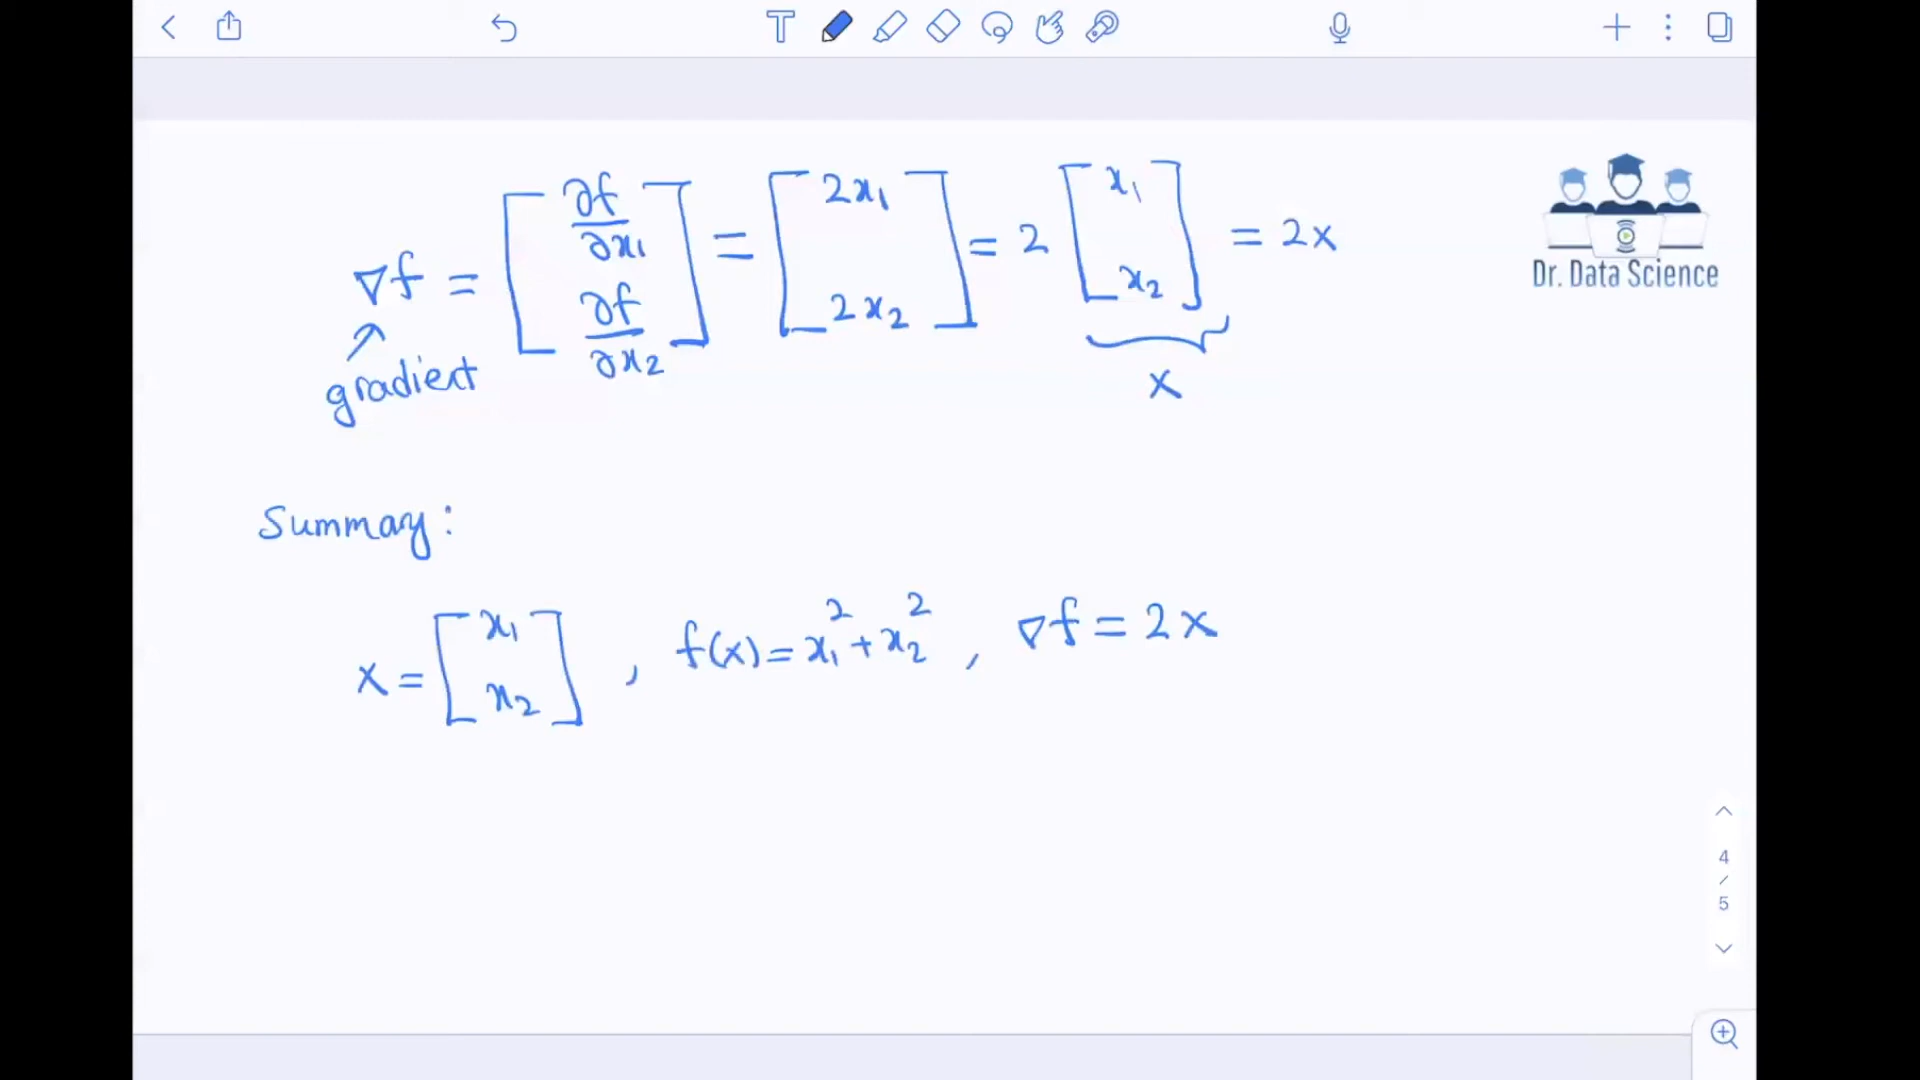 ∇f = [∂f/∂x₁ ∂f/∂x₂] = [2x₁ 2x₂] = 2 [x₁ x₂] = 2x
gradient
x
Dr. Data Science
Summary:
x = [x₁ x₂] , f(x) = x₁² + x₂² , ∇f = 2x
4
/
5